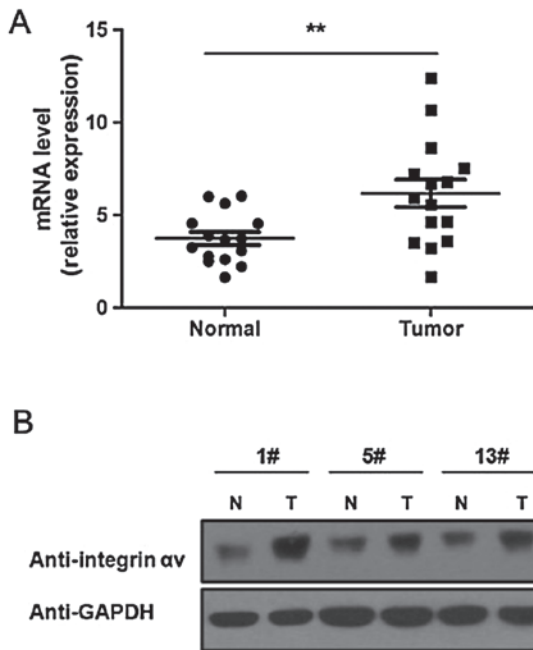 A
**
15
10
5
0
mRNA level
(relative expression)
Normal Tumor
B
1# 5# 13#
N T N T N T
Anti-integrin αv
Anti-GAPDH